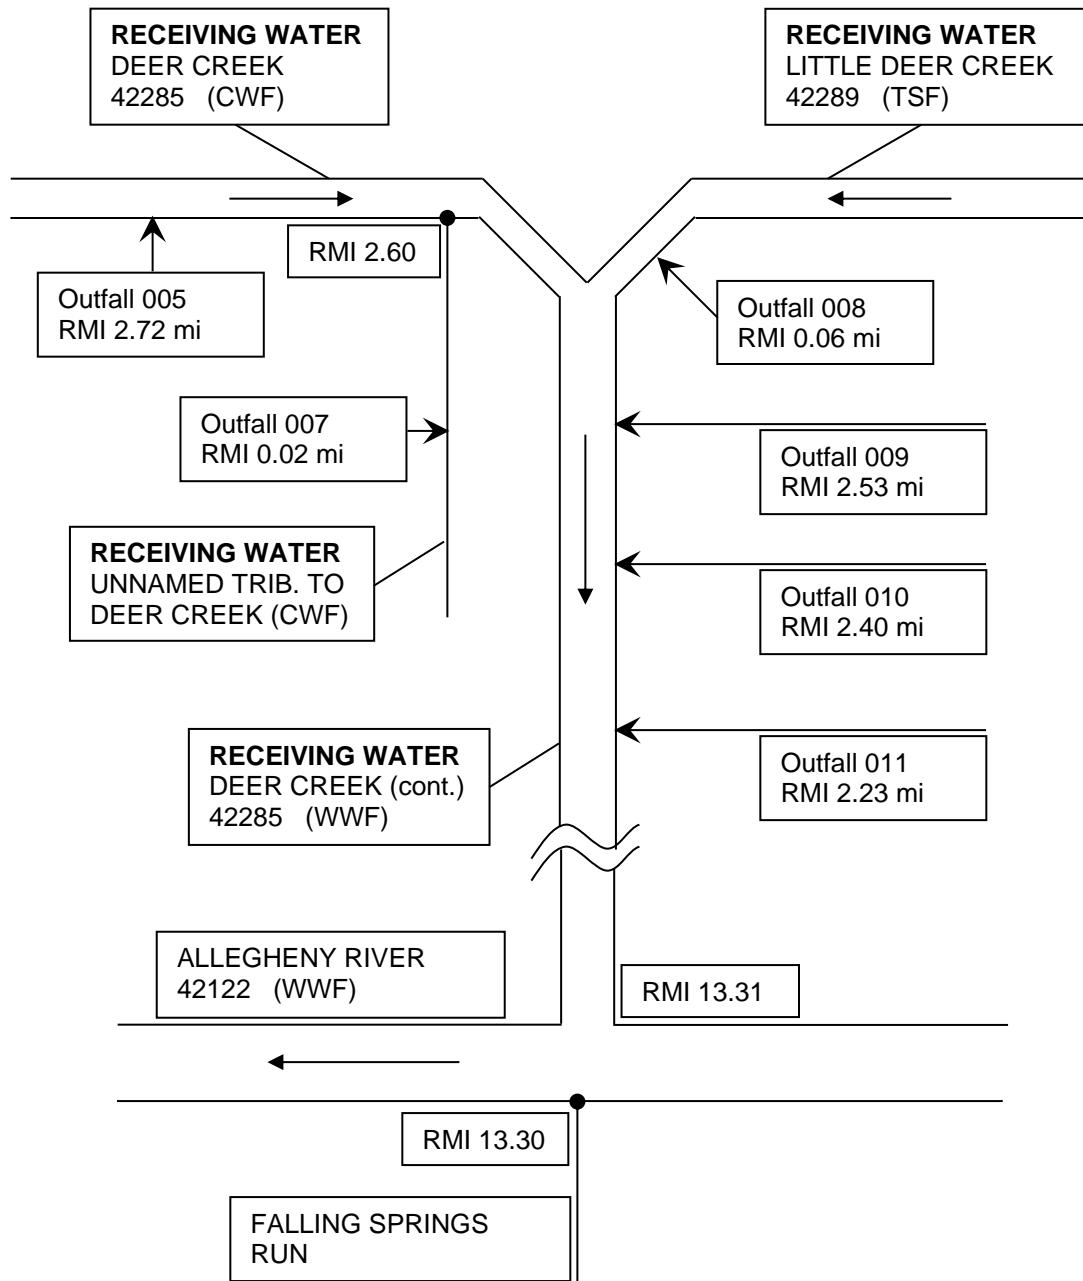 RECEIVING WATER
DEER CREEK
42285 (CWF)
RECEIVING WATER
LITTLE DEER CREEK
42289 (TSF)
RMI 2.60
Outfall 005
RMI 2.72 mi
Outfall 008
RMI 0.06 mi
Outfall 007
RMI 0.02 mi
Outfall 009
RMI 2.53 mi
RECEIVING WATER
UNNAMED TRIB. TO
DEER CREEK (CWF)
Outfall 010
RMI 2.40 mi
RECEIVING WATER
DEER CREEK (cont.)
42285 (WWF)
Outfall 011
RMI 2.23 mi
ALLEGHENY RIVER
42122 (WWF)
RMI 13.31
RMI 13.30
FALLING SPRINGS
RUN